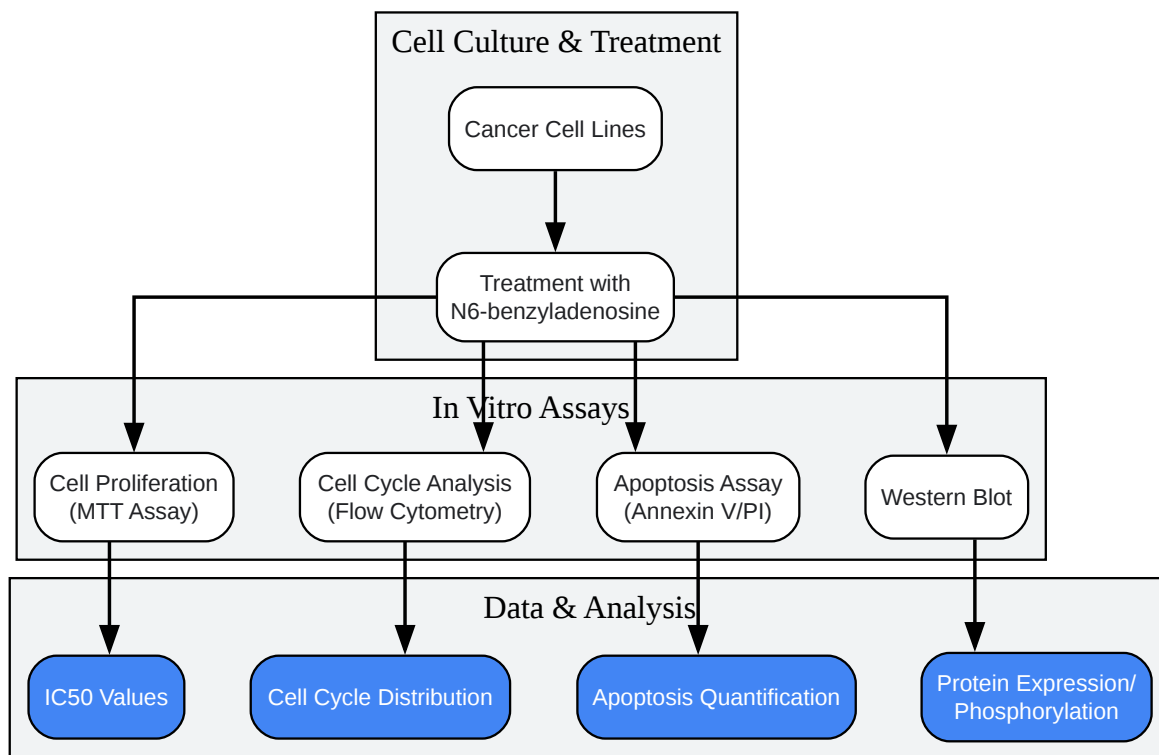 Cell Culture & Treatment
Cancer Cell Lines
Treatment with
N6-benzyladenosine
In Vitro Assays
Cell Proliferation
(MTT Assay)
Cell Cycle Analysis
(Flow Cytometry)
Apoptosis Assay
(Annexin V/PI)
Western Blot
Data & Analysis
IC50 Values
Cell Cycle Distribution
Apoptosis Quantification
Protein Expression/
Phosphorylation